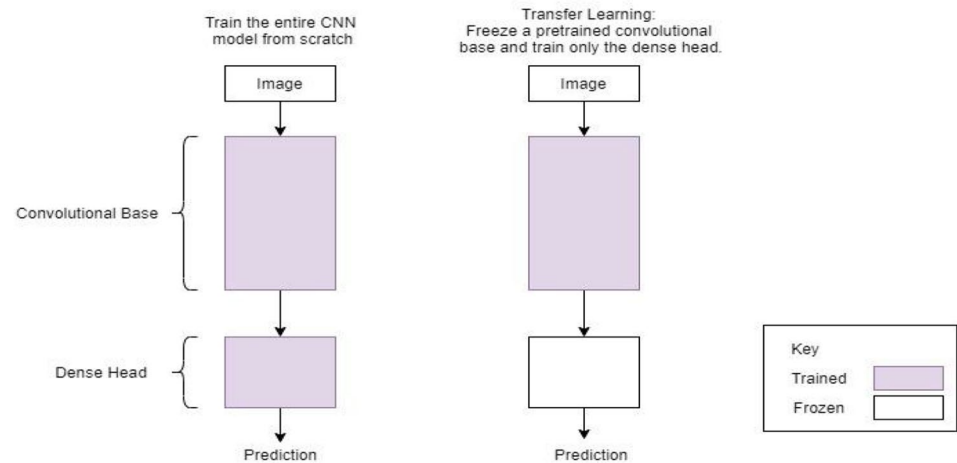 Train the entire CNN
model from scratch
Transfer Learning:
Freeze a pretrained convolutional
base and train only the dense head.
Image
Image
Convolutional Base
Dense Head
Prediction
Prediction
Key
Trained
Frozen